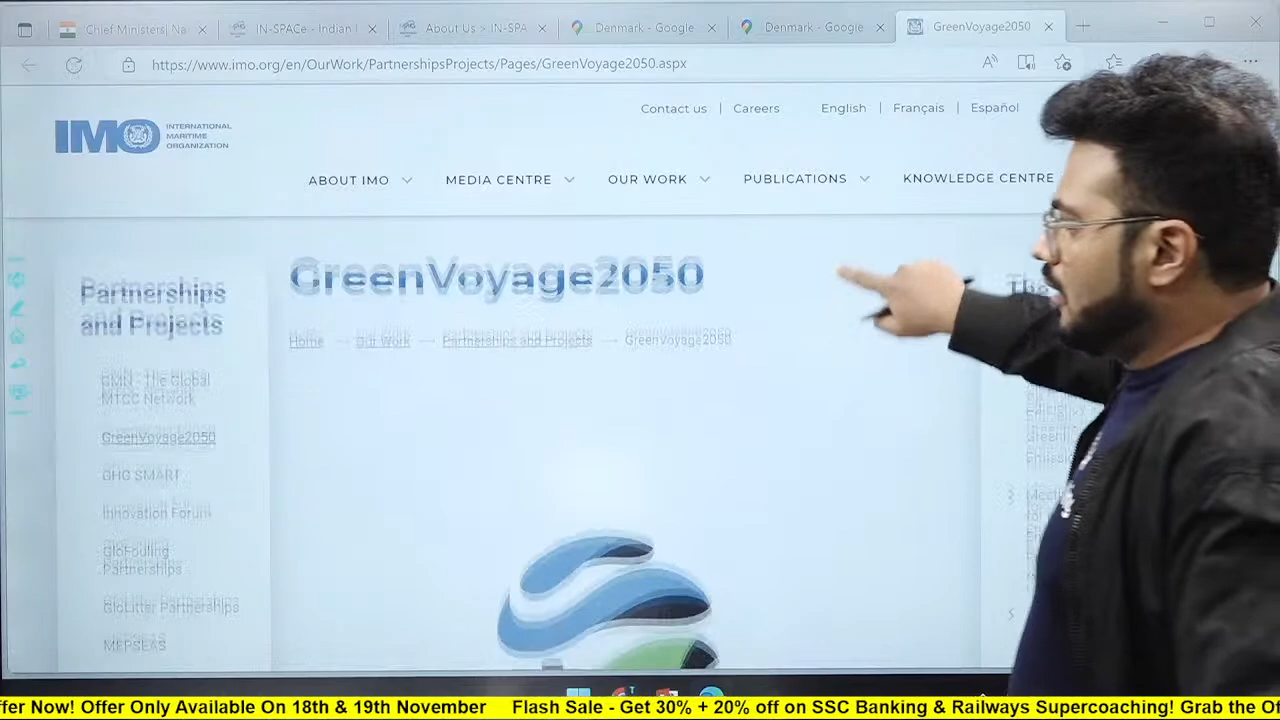 Chief Ministers| Na
IN-SPACe - Indian I
About Us > IN-SPA
Denmark - Google
Denmark - Google
GreenVoyage2050
https://www.imo.org/en/OurWork/PartnershipsProjects/Pages/GreenVoyage2050.aspx
Contact us | Careers English | Français | Español
IMO INTERNATIONAL
MARITIME
ORGANIZATION
ABOUT IMO MEDIA CENTRE OUR WORK PUBLICATIONS KNOWLEDGE CENTRE
GreenVoyage2050
Home → Our Work → Partnerships and Projects → GreenVoyage2050
Partnerships
and Projects
GMN - The Global
MTCC Network
GreenVoyage2050
GHG SMART
Innovation Forum
GloFouling
Partnerships
GloLitter Partnerships
MEPSEAS
ffer Now! Offer Only Available On 18th & 19th November Flash Sale - Get 30% + 20% off on SSC Banking & Railways Supercoaching! Grab the Of